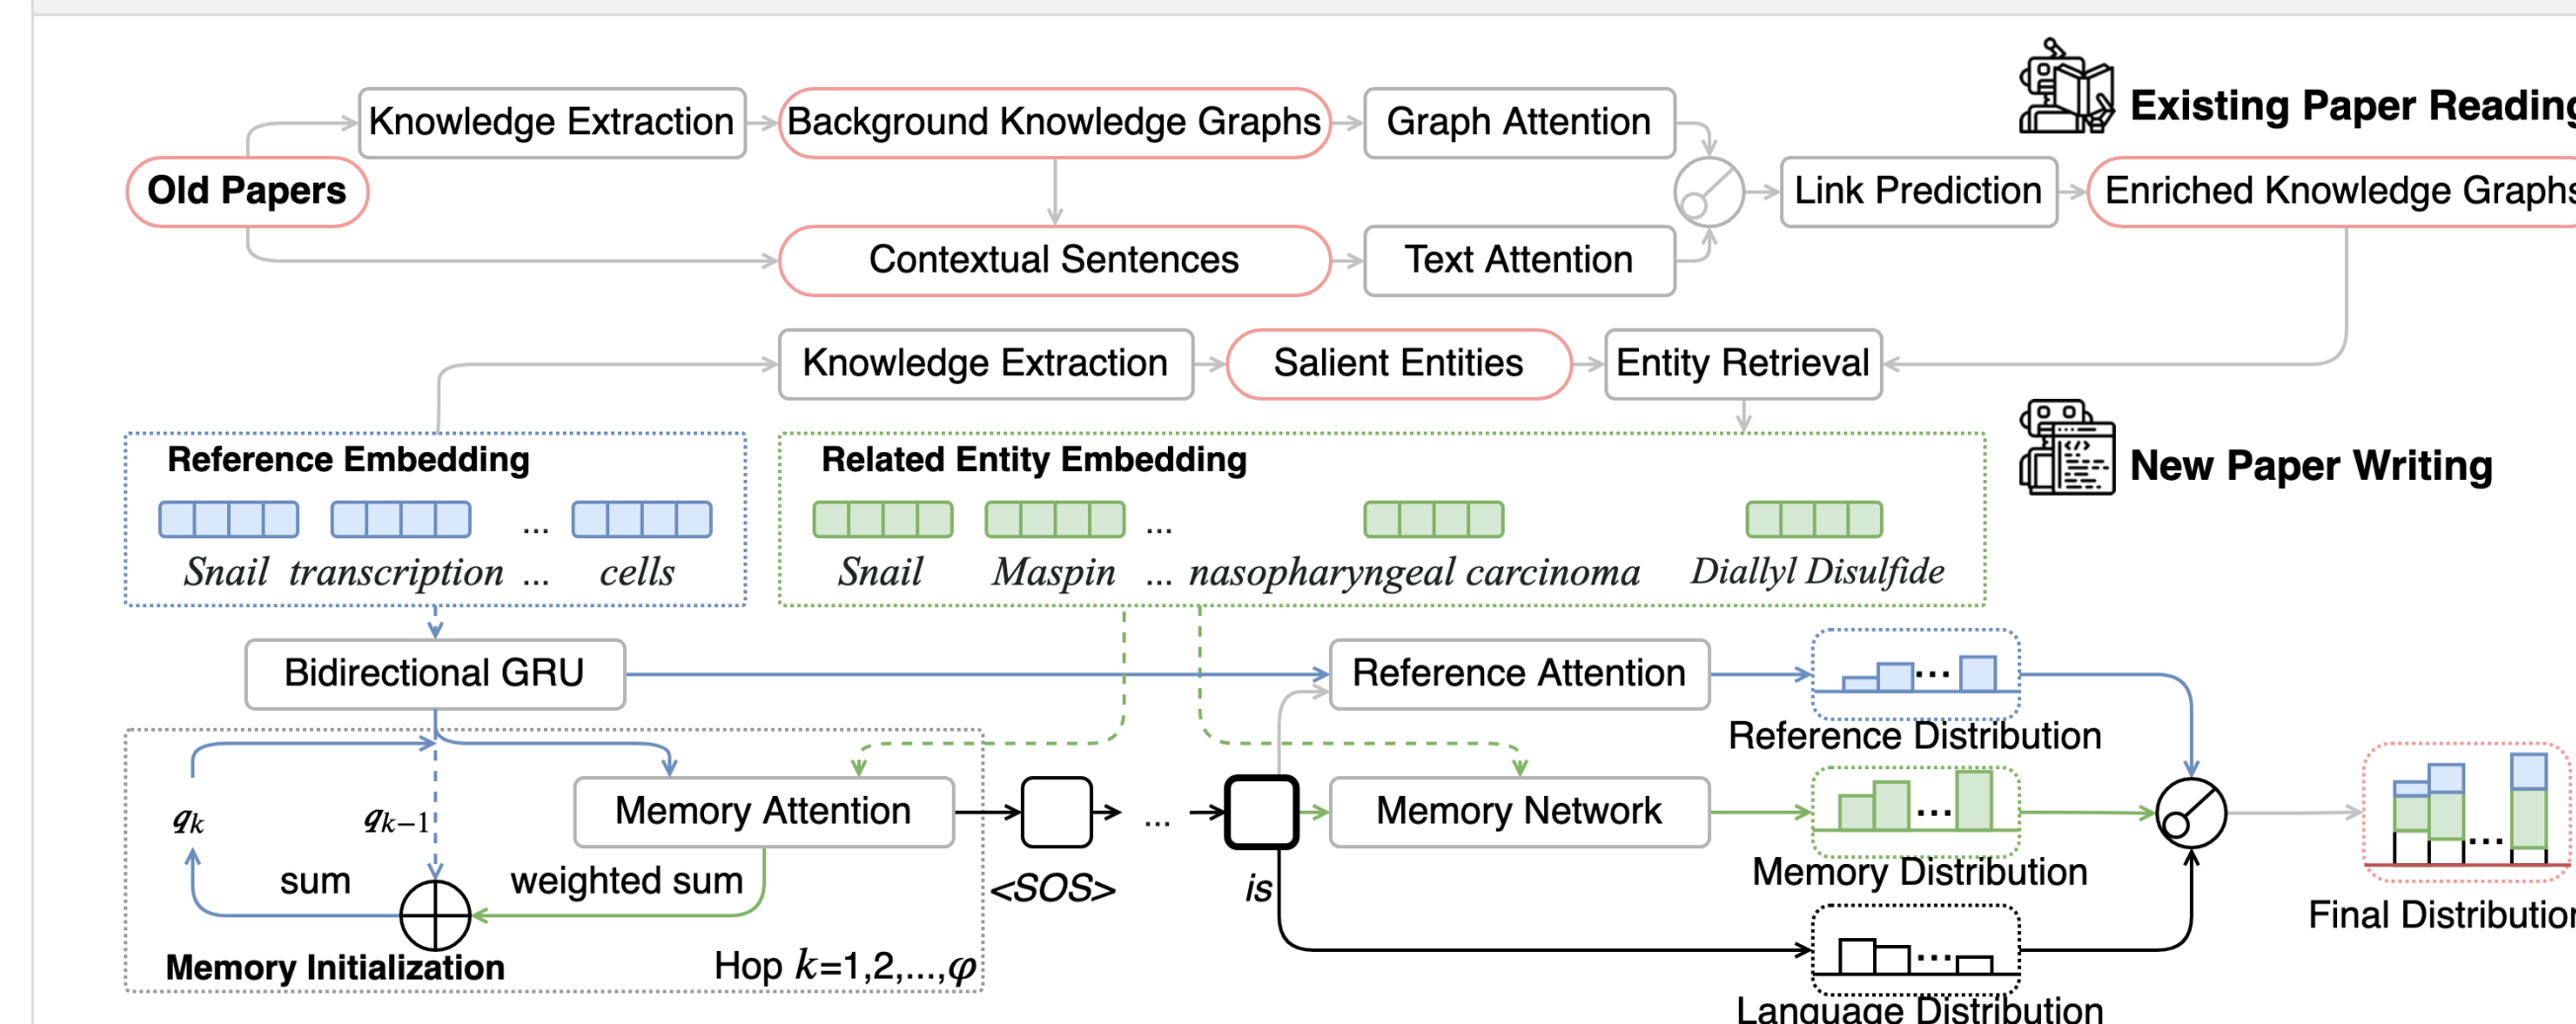 Existing Paper Reading
Knowledge Extraction
Background Knowledge Graphs
Graph Attention
Old Papers
Link Prediction
Enriched Knowledge Graphs
Contextual Sentences
Text Attention
Knowledge Extraction
Salient Entities
Entity Retrieval
New Paper Writing
Reference Embedding
Snail transcription ... cells
Related Entity Embedding
Snail Maspin ... nasopharyngeal carcinoma Diallyl Disulfide
Bidirectional GRU
Reference Attention
Reference Distribution
qk
qk−1
Memory Attention
...
Memory Network
Memory Distribution
sum
weighted sum
<SOS>
is
Final Distribution
Memory Initialization
Hop k=1,2,...,φ
Language Distribution